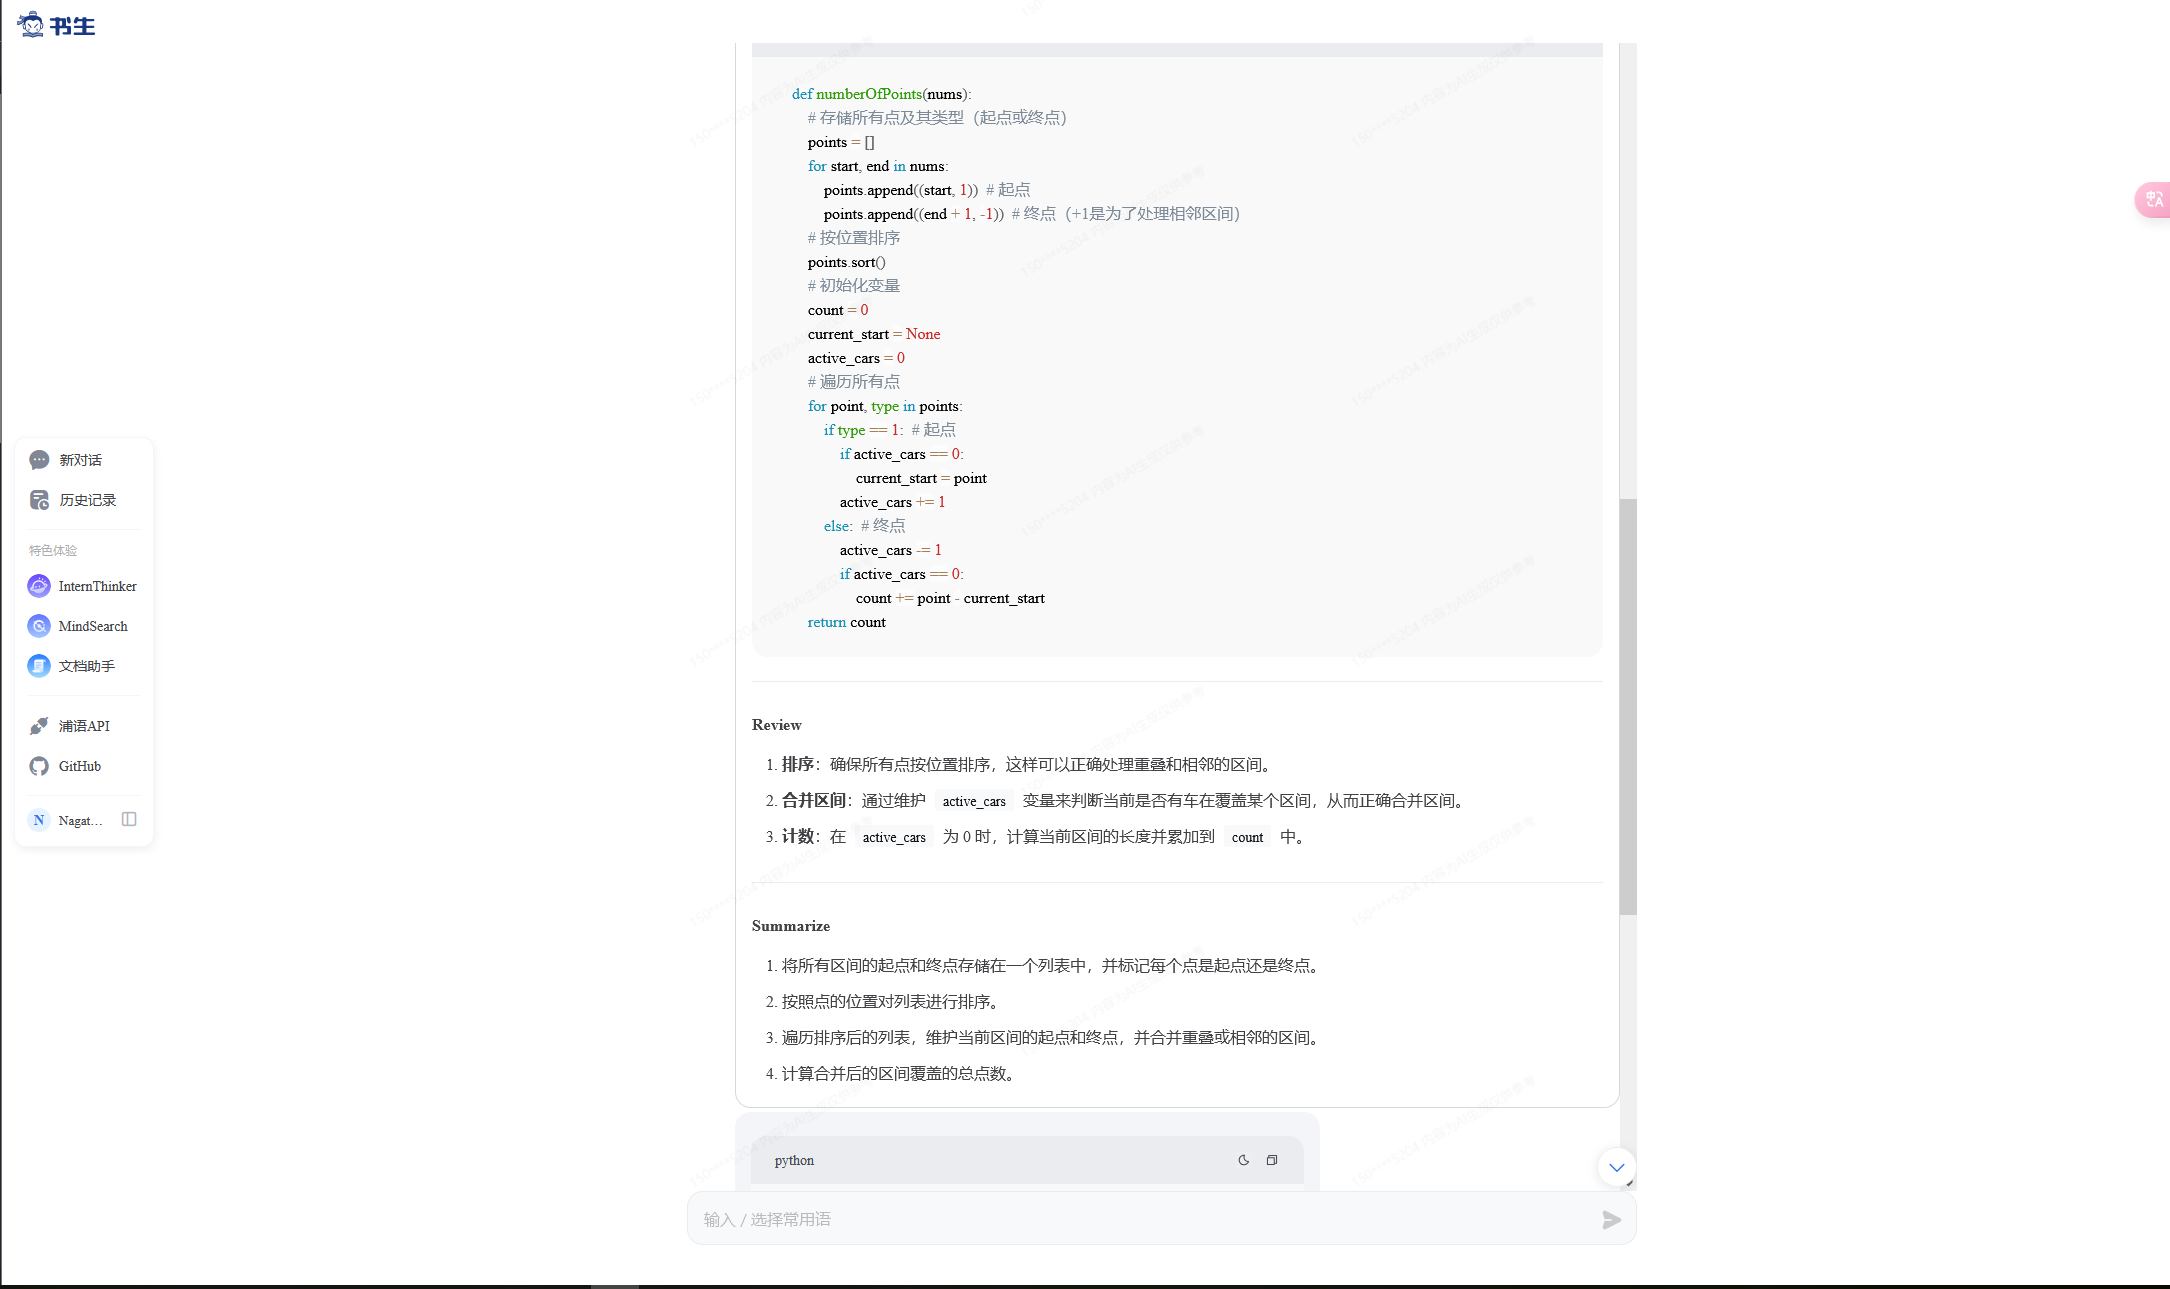 书生
def numberOfPoints(nums):
# 存储所有点及其类型（起点或终点）
points = []
for start, end in nums:
points.append((start, 1))  # 起点
points.append((end + 1, -1))  # 终点（+1是为了处理相邻区间）
# 按位置排序
points.sort()
# 初始化变量
count = 0
current_start = None
active_cars = 0
# 遍历所有点
for point, type in points:
if type == 1:  # 起点
if active_cars == 0:
current_start = point
active_cars += 1
else:  # 终点
active_cars -= 1
if active_cars == 0:
count += point - current_start
return count
Review
1. 排序：确保所有点按位置排序，这样可以正确处理重叠和相邻的区间。
2. 合并区间：通过维护 active_cars 变量来判断当前是否有车在覆盖某个区间，从而正确合并区间。
3. 计数：在 active_cars 为 0 时，计算当前区间的长度并累加到 count 中。
Summarize
1. 将所有区间的起点和终点存储在一个列表中，并标记每个点是起点还是终点。
2. 按照点的位置对列表进行排序。
3. 遍历排序后的列表，维护当前区间的起点和终点，并合并重叠或相邻的区间。
4. 计算合并后的区间覆盖的总点数。
python
输入 / 选择常用语
新对话
历史记录
特色体验
InternThinker
MindSearch
文档助手
浦语API
GitHub
N Nagat...
150****5204 内容为AI生成仅供参考